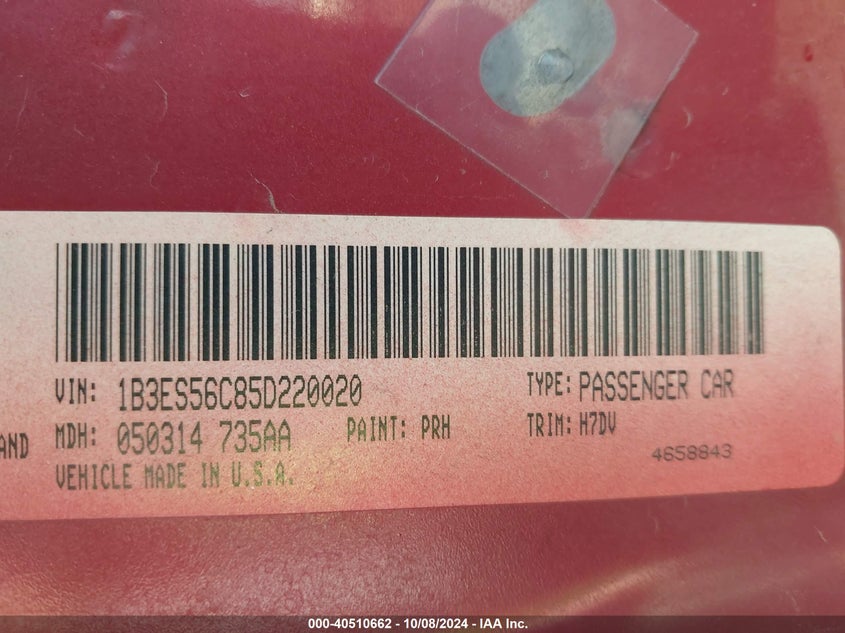 VIN: 1B3ES56C85D220020 TYPE: PASSENGER CAR
AND MDH: 050314 735AA PAINT: PRH TRIM: H7DV
VEHICLE MADE IN U.S.A. 4658843
000-40510662 - 10/08/2024 - IAA Inc.